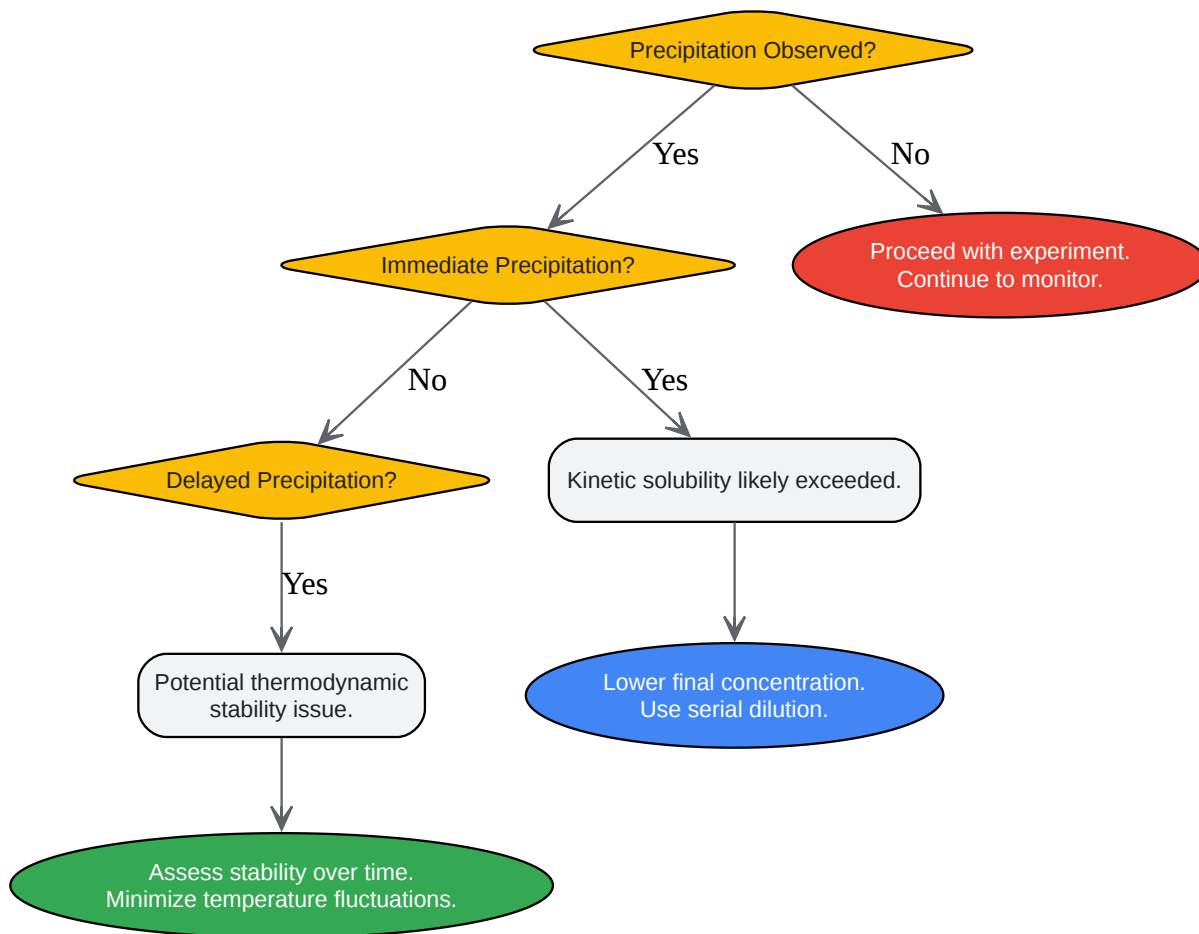 Precipitation Observed?
Yes
No
Immediate Precipitation?
Proceed with experiment.
Continue to monitor.
No
Yes
Delayed Precipitation?
Kinetic solubility likely exceeded.
Yes
Potential thermodynamic
stability issue.
Lower final concentration.
Use serial dilution.
Assess stability over time.
Minimize temperature fluctuations.